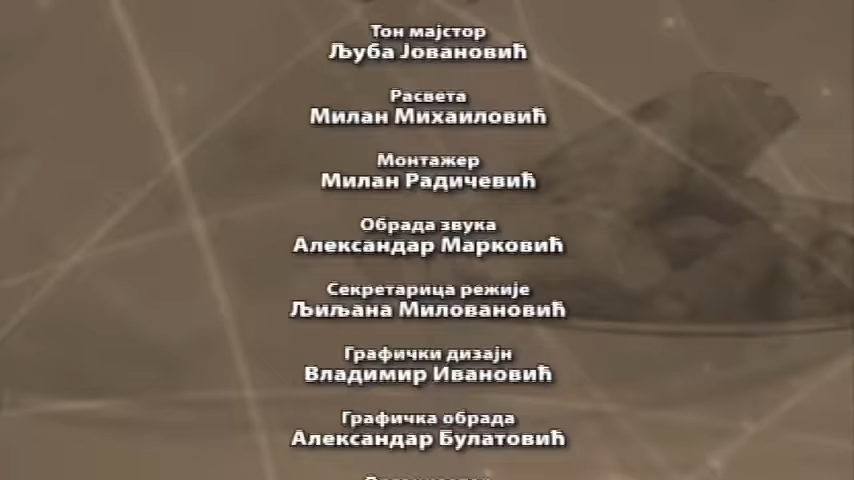 Тон мајстор
Љуба Јовановић
Расвета
Милан Михаиловић
Монтажер
Милан Радичевић
Обрада звука
Александар Марковић
Секретарица режије
Љиљана Миловановић
Графички дизајн
Владимир Ивановић
Графичка обрада
Александар Булатовић